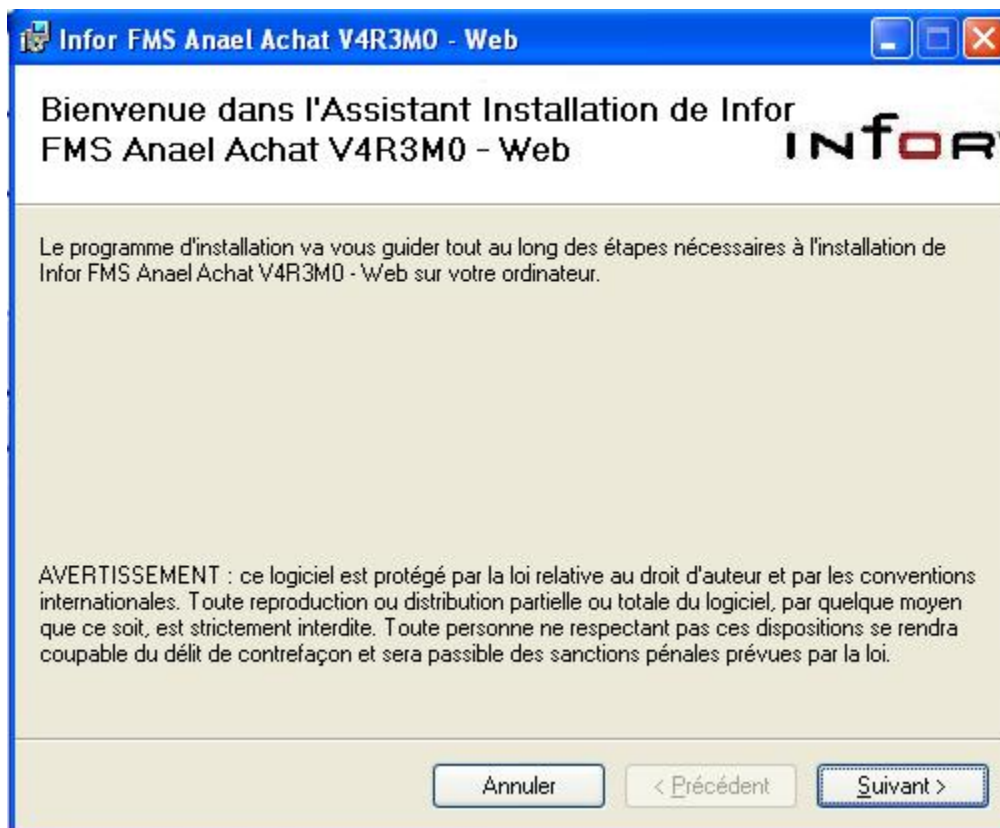 Infor FMS Anael Achat V4R3M0 - Web
Bienvenue dans l'Assistant Installation de Infor
FMS Anael Achat V4R3M0 - Web
INfOR
Le programme d'installation va vous guider tout au long des étapes nécessaires à l'installation de
Infor FMS Anael Achat V4R3M0 - Web sur votre ordinateur.
AVERTISSEMENT : ce logiciel est protégé par la loi relative au droit d'auteur et par les conventions
internationales. Toute reproduction ou distribution partielle ou totale du logiciel, par quelque moyen
que ce soit, est strictement interdite. Toute personne ne respectant pas ces dispositions se rendra
coupable du délit de contrefaçon et sera passible des sanctions pénales prévues par la loi.
Annuler
< Précédent
Suivant >